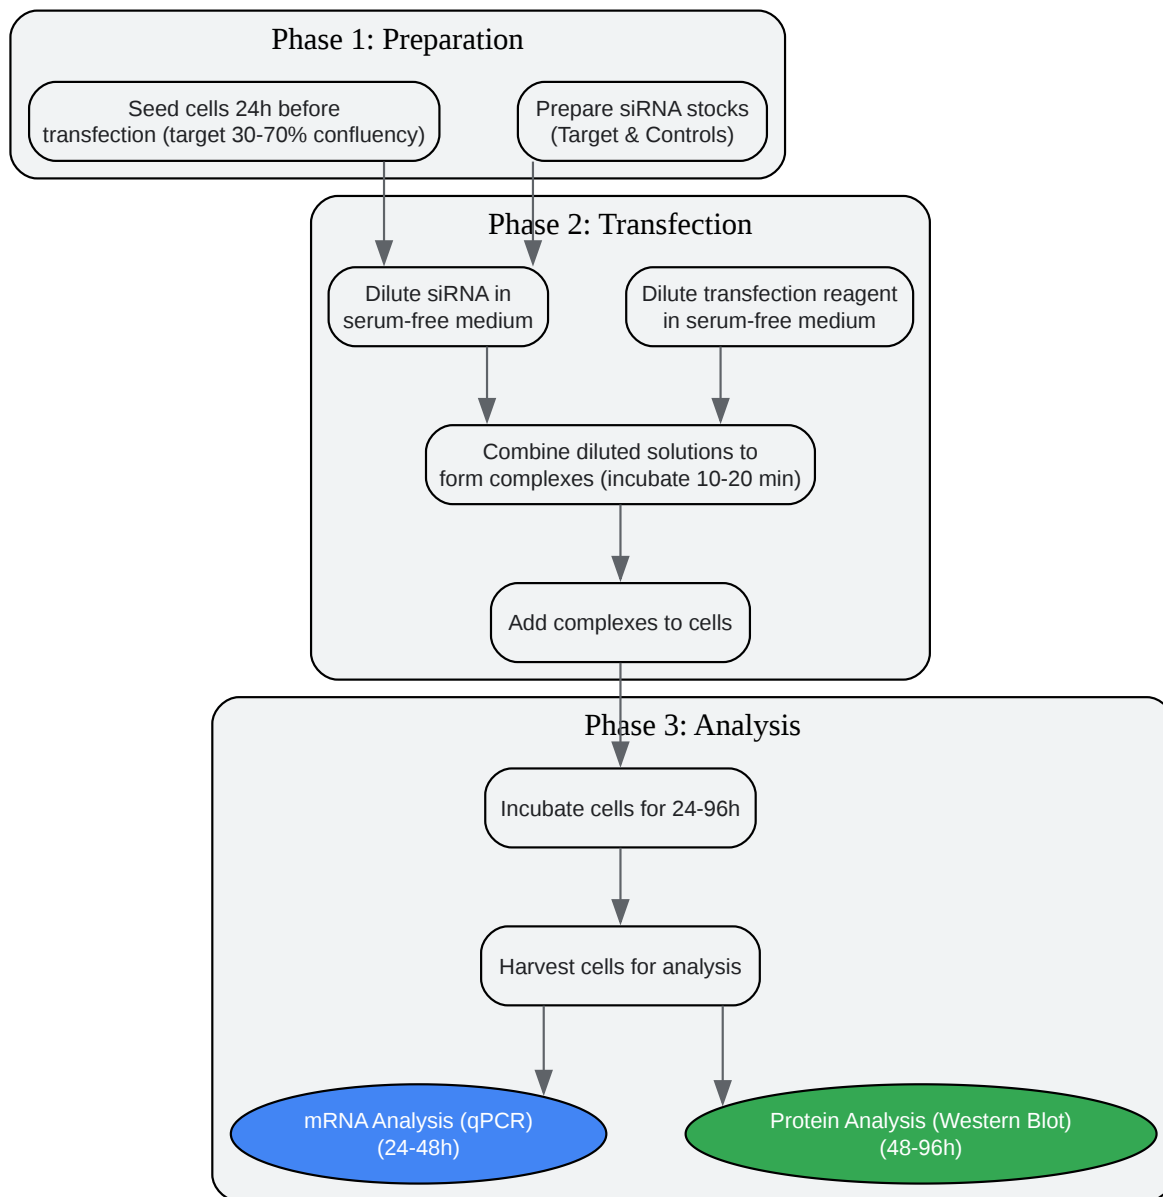 Phase 1: Preparation
Seed cells 24h before
transfection (target 30-70% confluency)
Prepare siRNA stocks
(Target & Controls)
Phase 2: Transfection
Dilute siRNA in
serum-free medium
Dilute transfection reagent
in serum-free medium
Combine diluted solutions to
form complexes (incubate 10-20 min)
Add complexes to cells
Phase 3: Analysis
Incubate cells for 24-96h
Harvest cells for analysis
mRNA Analysis (qPCR)
(24-48h)
Protein Analysis (Western Blot)
(48-96h)